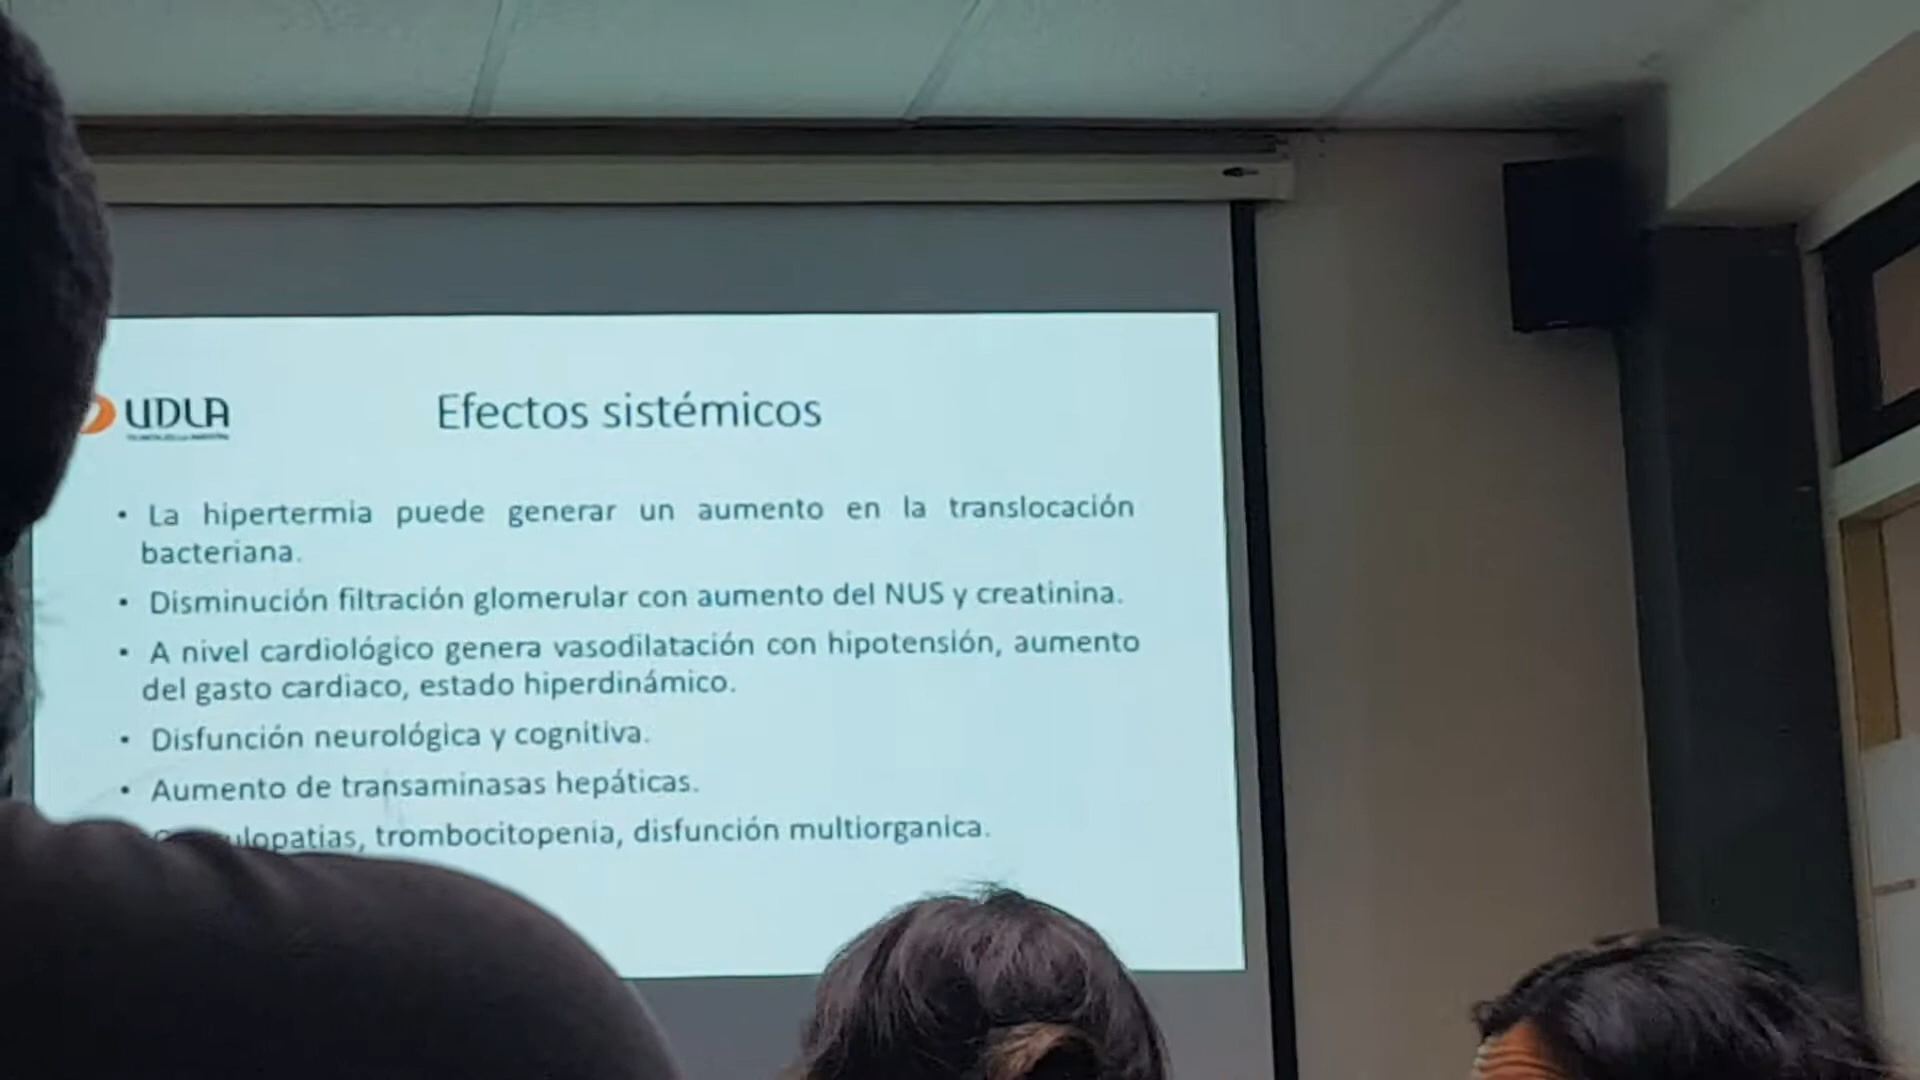 UDLA
Efectos sistémicos
• La hipertermia puede generar un aumento en la translocación
bacteriana.
• Disminución filtración glomerular con aumento del NUS y creatinina.
• A nivel cardiológico genera vasodilatación con hipotensión, aumento
del gasto cardiaco, estado hiperdinámico.
• Disfunción neurológica y cognitiva.
• Aumento de transaminasas hepáticas.
trombocitopenia, disfunción multiorganica.